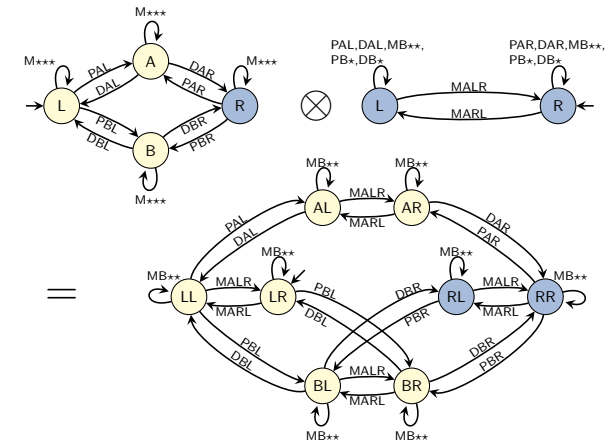 M⋆⋆⋆
PAL,DAL,MB⋆⋆,
PB⋆,DB⋆
PAR,DAR,MB⋆⋆,
PB⋆,DB⋆
M⋆⋆⋆
A
M⋆⋆⋆
PAL
DAL
DAR
PAR
MALR
L
R
⊗
L
R
MARL
PBL
DBL
DBR
PBR
B
M⋆⋆⋆
MB⋆⋆
MB⋆⋆
AL
MALR
MARL
AR
PAL
DAL
DAR
PAR
MB⋆⋆
MB⋆⋆
MB⋆⋆
MB⋆⋆
=
LL
MALR
MARL
LR
PBL
DBL
DBR
PBR
RL
MALR
MARL
RR
PBL
DBL
DBR
PBR
BL
MALR
MARL
BR
MB⋆⋆
MB⋆⋆